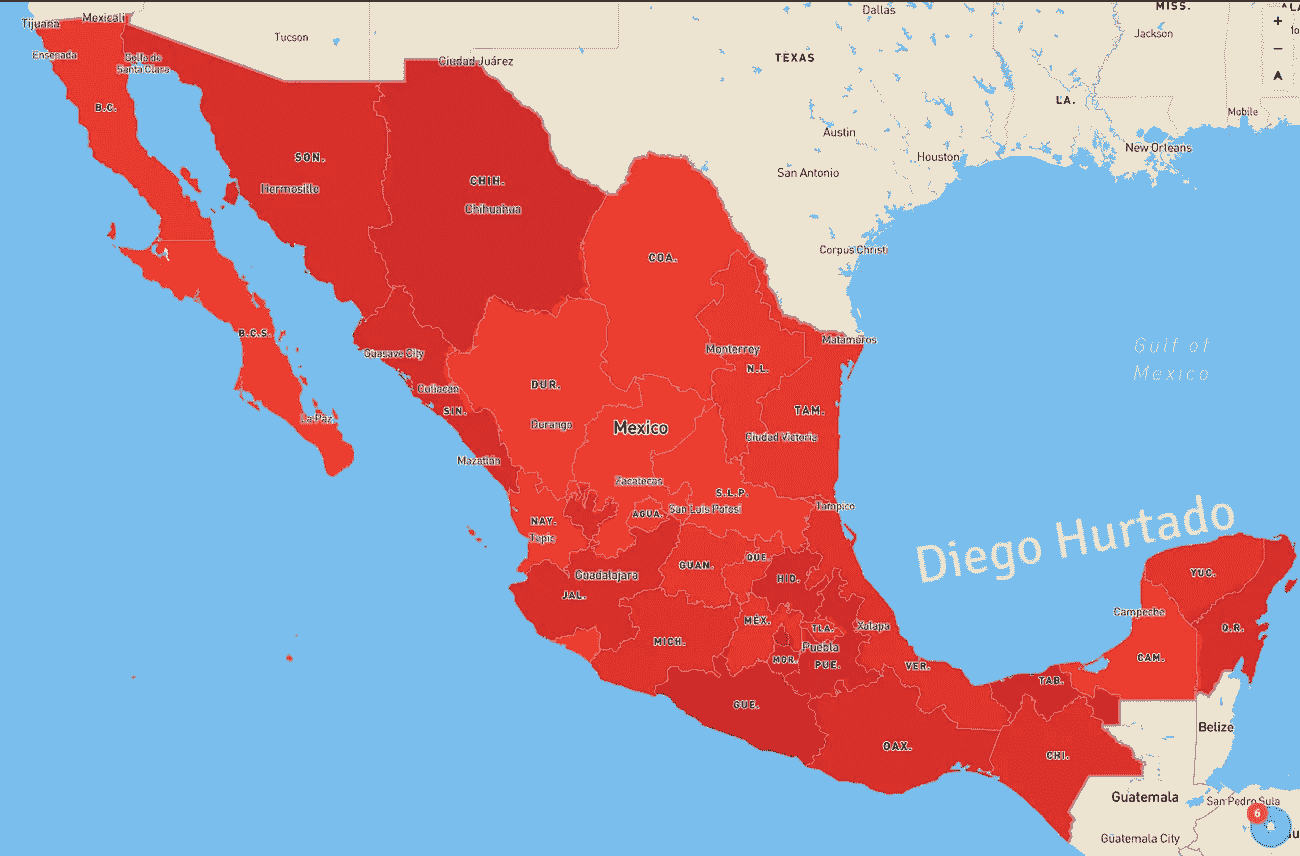 MISS.
Dallas
Tijuana
Mexicali
Tucson
Jackson
Ensenada
Golfo de
Santa Clara
Ciudad Juárez
TEXAS
B.C.
LA.
Mobile
Austin
New Orleans
SON.
Houston
San Antonio
CHIH.
Hermosillo
Chihuahua
Corpus Christi
COA.
B.C.S.
Matamoros
Gulf of
Mexico
Guasave City
Monterrey
N.L.
Culiacan
DUR.
SIN.
TAM.
La Paz
Durango
Mexico
Ciudad Victoria
Mazatlán
Zacatecas
S.L.P.
Tampico
AGUA.
San Luis Potosí
NAY.
Tepic
Diego Hurtado
QUE.
GUAN.
Guadalajara
HID.
YUC.
JAL.
Campeche
MÉX.
TLA.
Xalapa
Q.R.
MICH.
Puebla
MOR.
PUE.
CAM.
VER.
TAB.
GUE.
Belize
OAX.
CHI.
Guatemala
San Pedro Sula
6
Guatemala City